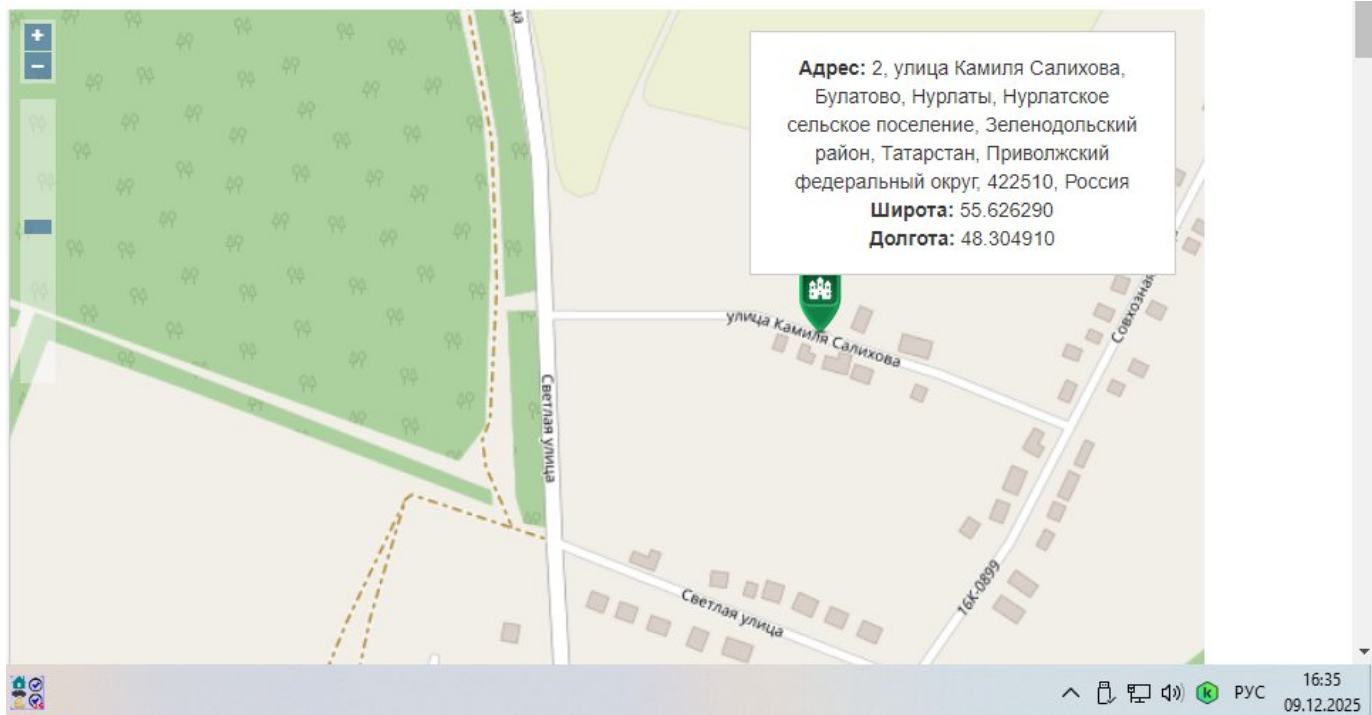 +
−
Адрес: 2, улица Камиля Салихова,
Булатово, Нурлаты, Нурлатское
сельское поселение, Зеленодольский
район, Татарстан, Приволжский
федеральный округ, 422510, Россия
Широта: 55.626290
Долгота: 48.304910
улица Камиля Салихова
Совхозная
Светлая улица
16К-0899
Светлая улица
РУС
16:35
09.12.2025